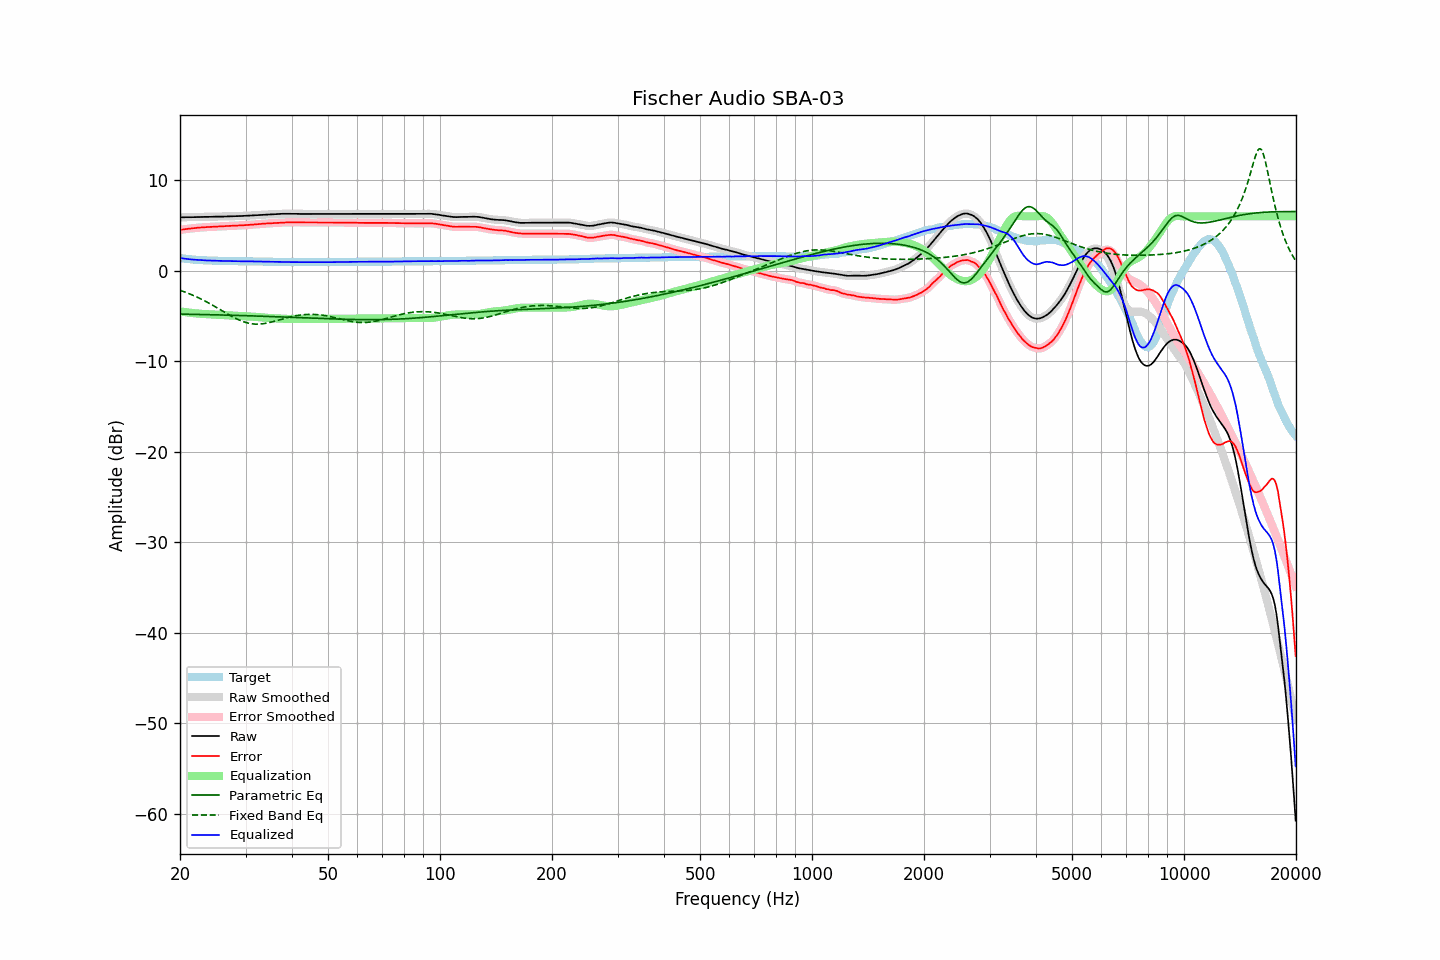 Fischer Audio SBA-03
Amplitude (dBr)
10
0
−10
−20
−30
−40
−50
−60
Target
Raw Smoothed
Error Smoothed
Raw
Error
Equalization
Parametric Eq
Fixed Band Eq
Equalized
20 50 100 200 500 1000 2000 5000 10000 20000
Frequency (Hz)